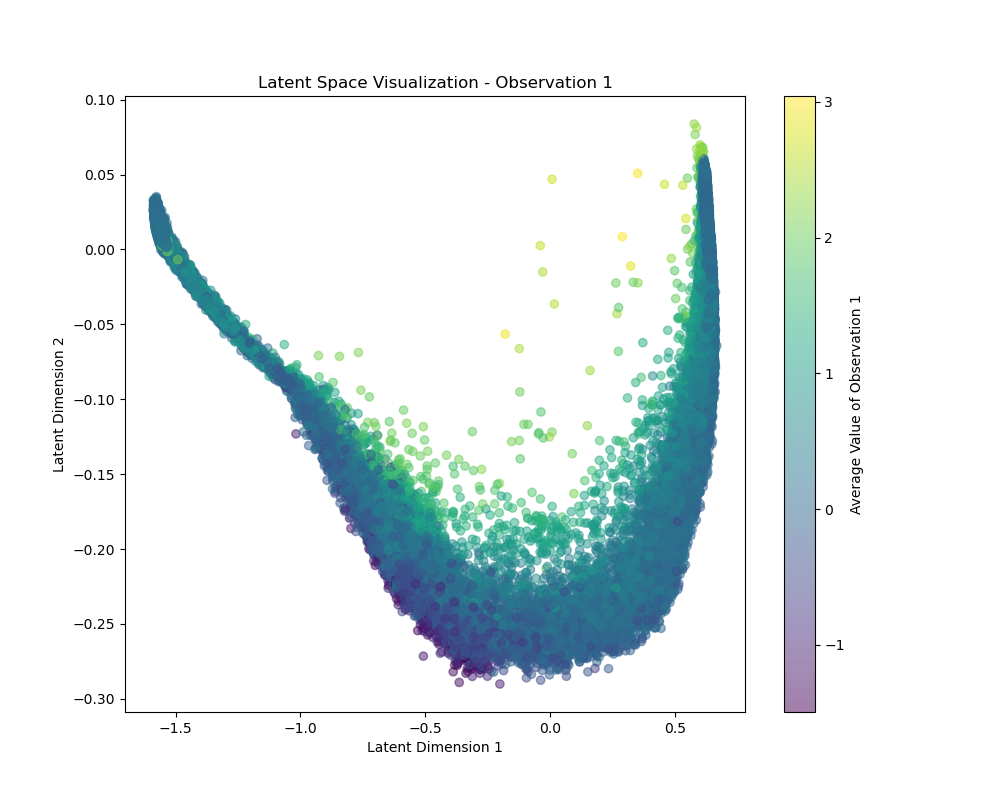 Latent Space Visualization - Observation 1
0.10
0.05
0.00
−0.05
−0.10
−0.15
−0.20
−0.25
−0.30
Latent Dimension 2
−1.5 −1.0 −0.5 0.0 0.5
Latent Dimension 1
3
2
1
0
−1
Average Value of Observation 1